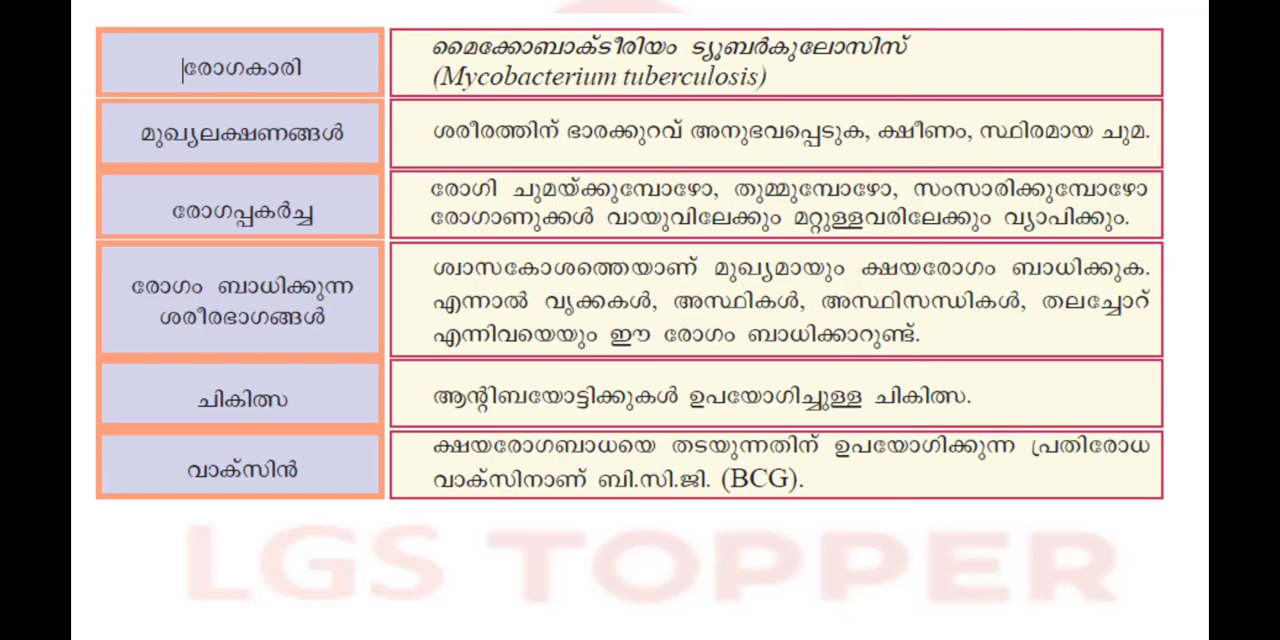 രോഗകാരി
മൈക്കോബാക്ടീരിയം ട്യൂബർകുലോസിസ്
(Mycobacterium tuberculosis)
മുഖ്യലക്ഷണങ്ങൾ
ശരീരത്തിന് ഭാരക്കുറവ് അനുഭവപ്പെടുക, ക്ഷീണം, സ്ഥിരമായ ചുമ.
രോഗപ്പകർച്ച
രോഗി ചുമയ്ക്കുമ്പോഴോ, തുമ്മുമ്പോഴോ, സംസാരിക്കുമ്പോഴോ
രോഗാണുക്കൾ വായുവിലേക്കും മറ്റുള്ളവരിലേക്കും വ്യാപിക്കും.
രോഗം ബാധിക്കുന്ന
ശരീരഭാഗങ്ങൾ
ശ്വാസകോശത്തെയാണ് മുഖ്യമായും ക്ഷയരോഗം ബാധിക്കുക.
എന്നാൽ വൃക്കകൾ, അസ്ഥികൾ, അസ്ഥിസന്ധികൾ, തലച്ചോറ്
എന്നിവയെയും ഈ രോഗം ബാധിക്കാറുണ്ട്.
ചികിത്സ
ആന്റിബയോട്ടിക്കുകൾ ഉപയോഗിച്ചുള്ള ചികിത്സ.
വാക്സിൻ
ക്ഷയരോഗബാധയെ തടയുന്നതിന് ഉപയോഗിക്കുന്ന പ്രതിരോധ
വാക്സിനാണ് ബി.സി.ജി. (BCG).
LGS TOPPER